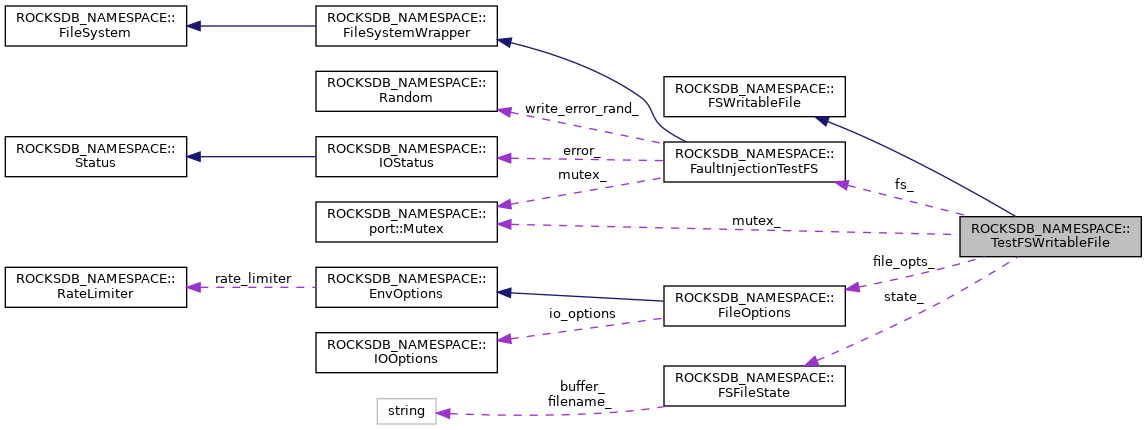 ROCKSDB_NAMESPACE::
FileSystem
ROCKSDB_NAMESPACE::
FileSystemWrapper
ROCKSDB_NAMESPACE::
Random
ROCKSDB_NAMESPACE::
FSWritableFile
write_error_rand_
ROCKSDB_NAMESPACE::
Status
ROCKSDB_NAMESPACE::
IOStatus
error_
ROCKSDB_NAMESPACE::
FaultInjectionTestFS
mutex_
fs_
ROCKSDB_NAMESPACE::
port::Mutex
mutex_
ROCKSDB_NAMESPACE::
TestFSWritableFile
file_opts_
ROCKSDB_NAMESPACE::
RateLimiter
rate_limiter
ROCKSDB_NAMESPACE::
EnvOptions
ROCKSDB_NAMESPACE::
FileOptions
state_
io_options
ROCKSDB_NAMESPACE::
IOOptions
ROCKSDB_NAMESPACE::
FSFileState
buffer_
filename_
string